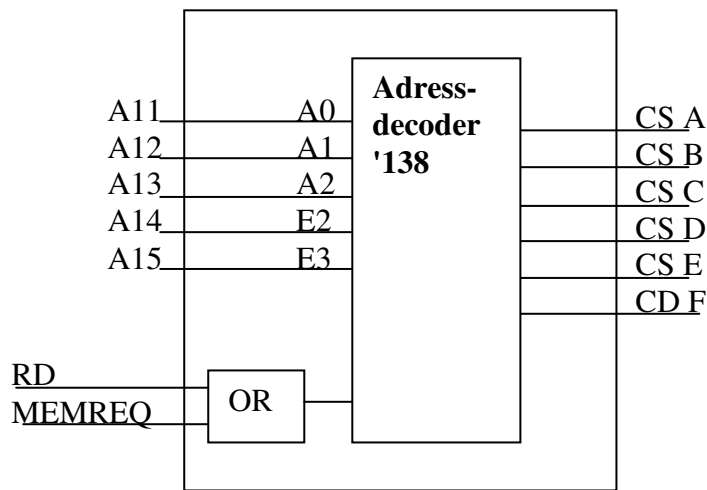 Adress-
decoder
'138
A11 A0
A12 A1
A13 A2
A14 E2
A15 E3
CS A
CS B
CS C
CS D
CS E
CD F
RD
MEMREQ
OR